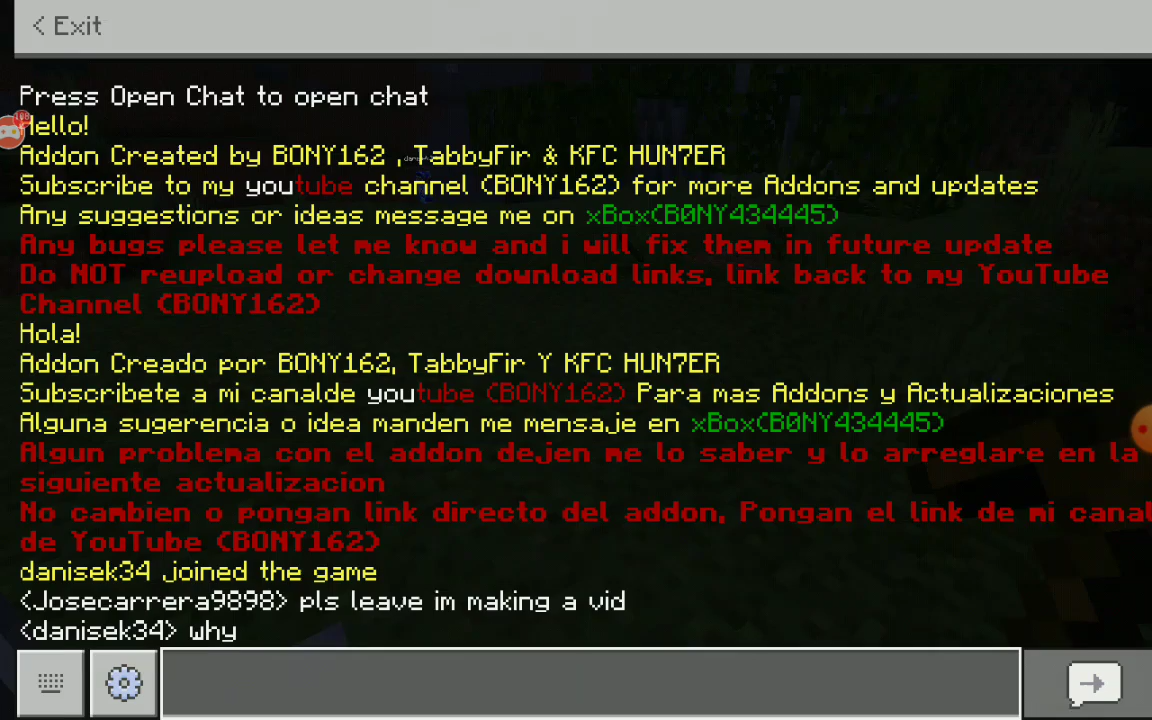 < Exit
Press Open Chat to open chat
Hello!
Addon Created by BONY162 , TabbyFir & KFC HUN7ER
Subscribe to my youtube channel (BONY162) for more Addons and updates
Any suggestions or ideas message me on xBox(B0NY434445)
Any bugs please let me know and i will fix them in future update
Do NOT reupload or change download links, link back to my YouTube
Channel (BONY162)
Hola!
Addon Creado por BONY162, TabbyFir Y KFC HUN7ER
Subscribete a mi canalde youtube (BONY162) Para mas Addons y Actualizaciones
Alguna sugerencia o idea manden me mensaje en xBox(B0NY434445)
Algun problema con el addon dejen me lo saber y lo arreglare en la
siguiente actualizacion
No cambien o pongan link directo del addon, Pongan el link de mi canal
de YouTube (BONY162)
danisek34 joined the game
<Josecarrera9898> pls leave im making a vid
<danisek34> why